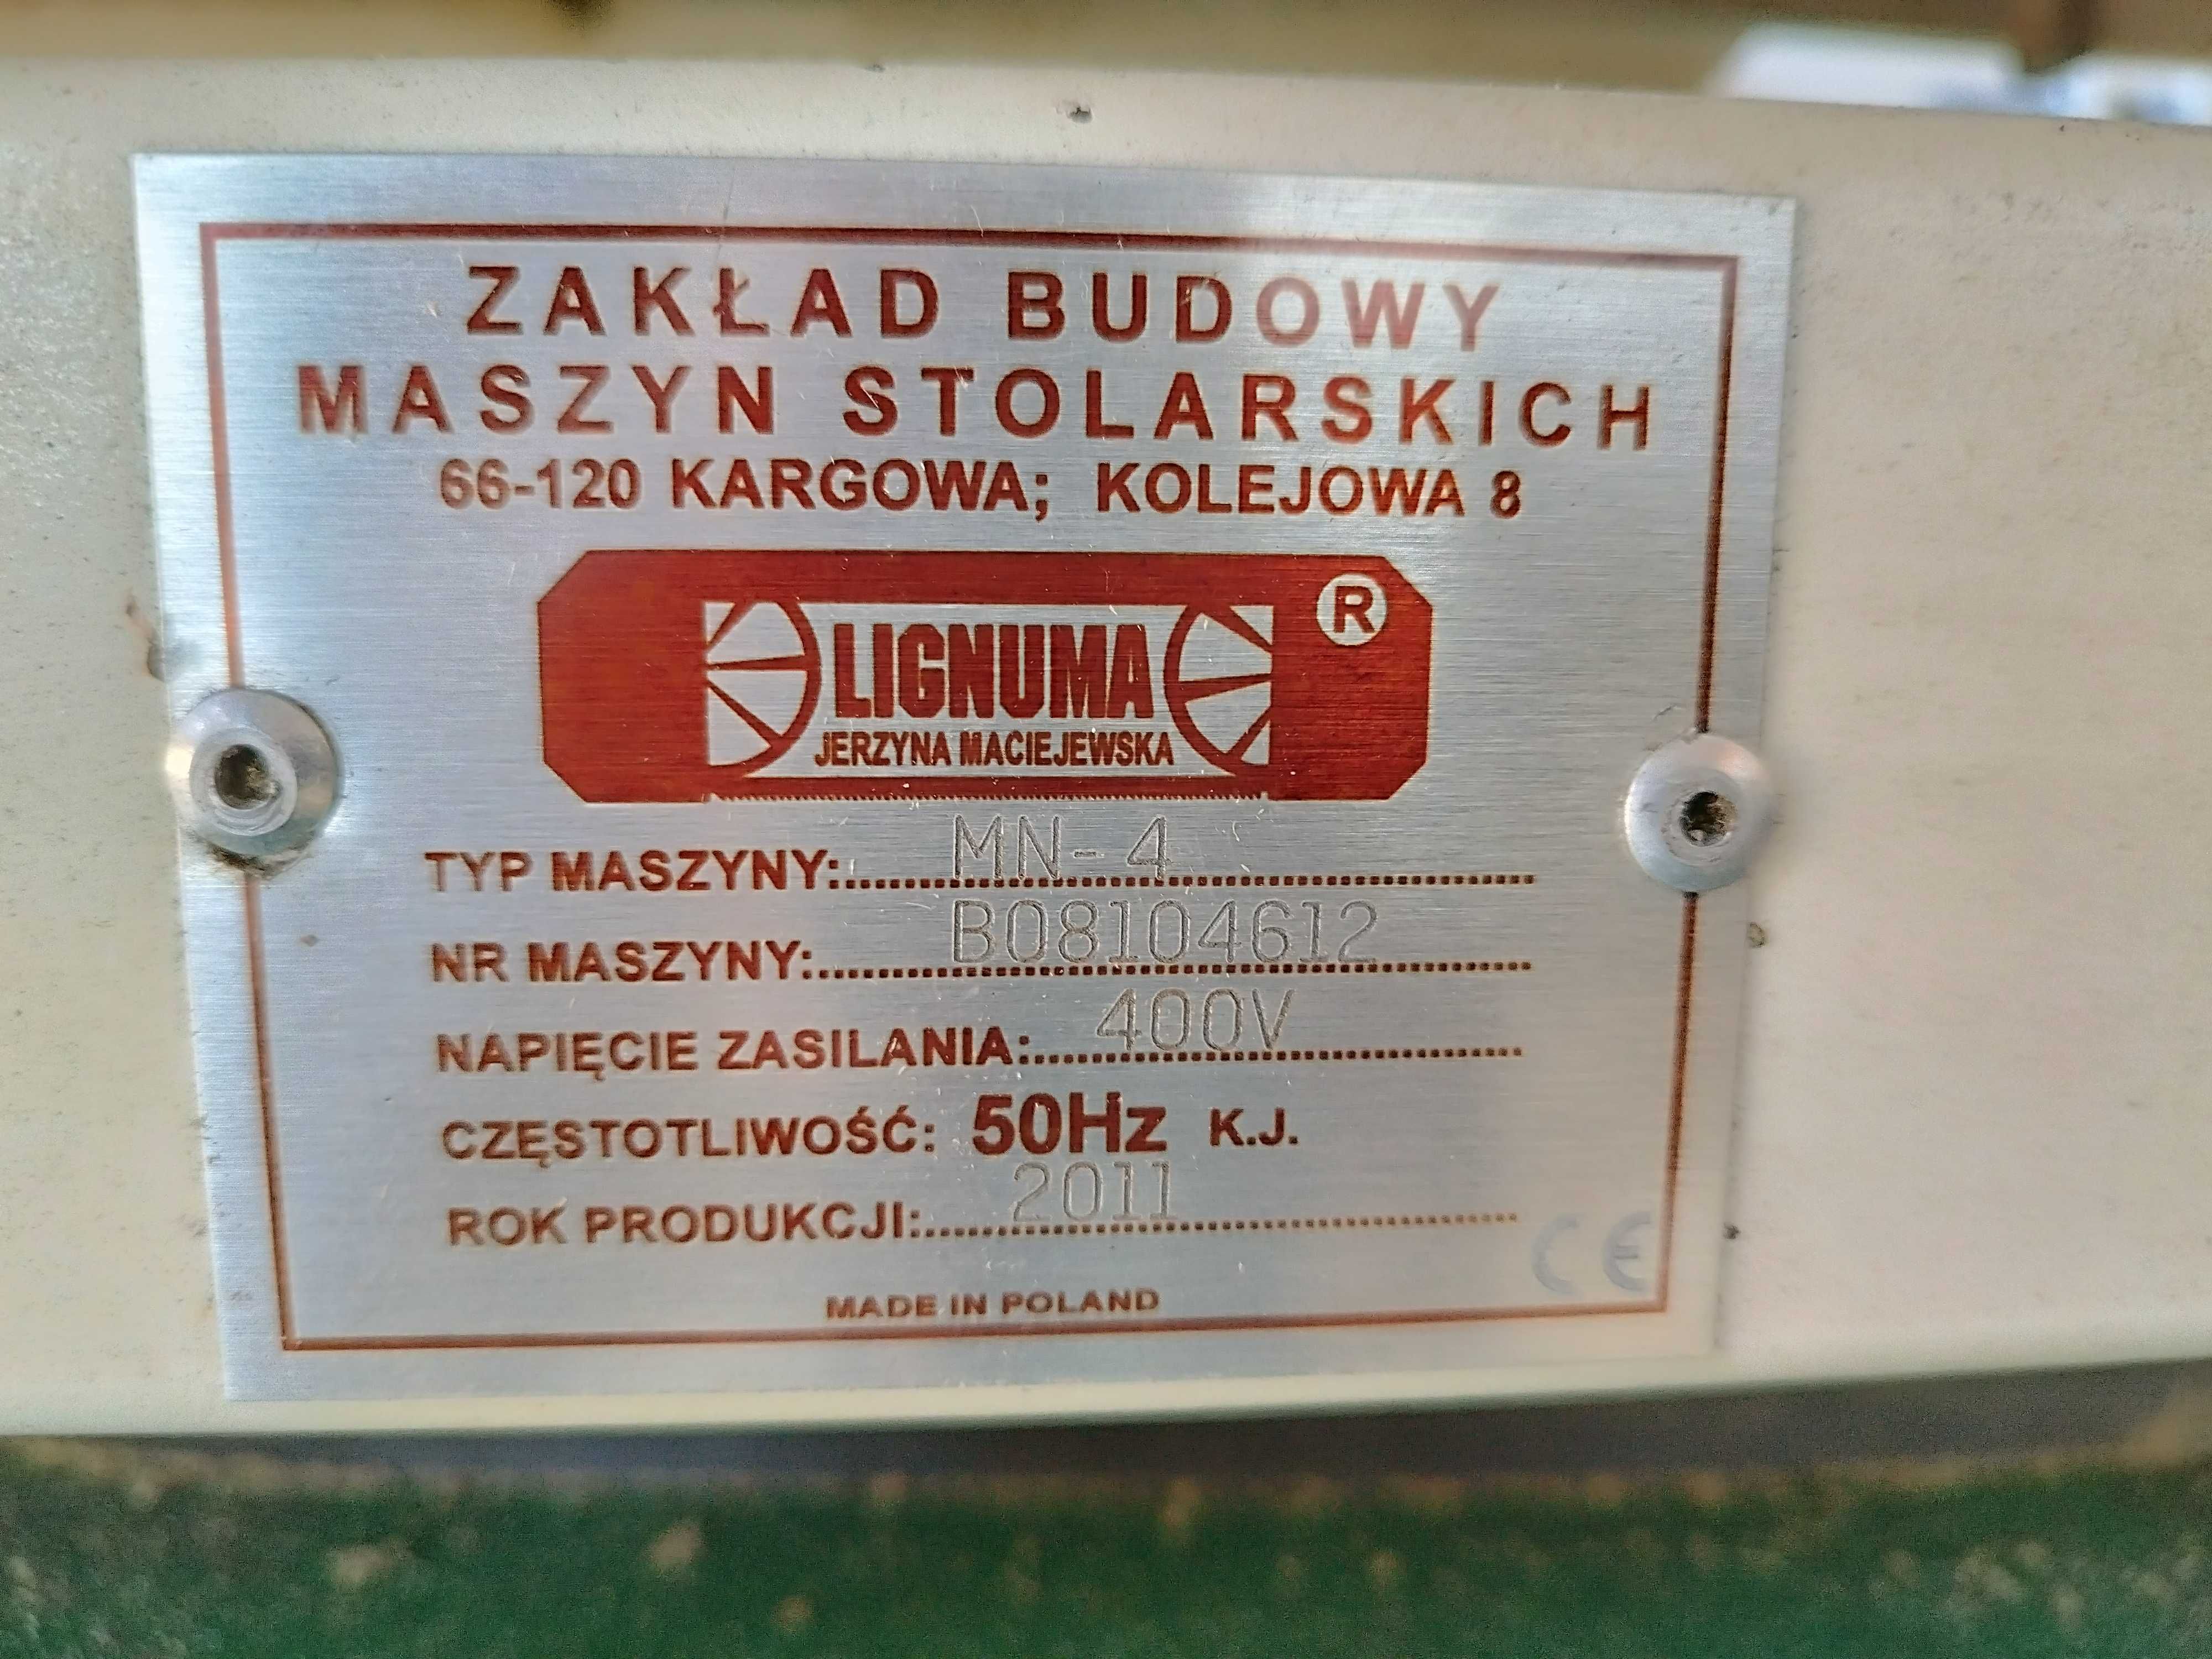 ZAKŁAD BUDOWY
MASZYN STOLARSKICH
66-120 KARGOWA; KOLEJOWA 8
®
LIGNUMA
JERZYNA MACIEJEWSKA
TYP MASZYNY: MN-4
NR MASZYNY: B08104612
NAPIĘCIE ZASILANIA: 400V
CZĘSTOTLIWOŚĆ: 50Hz K.J.
ROK PRODUKCJI: 2011
CE
MADE IN POLAND